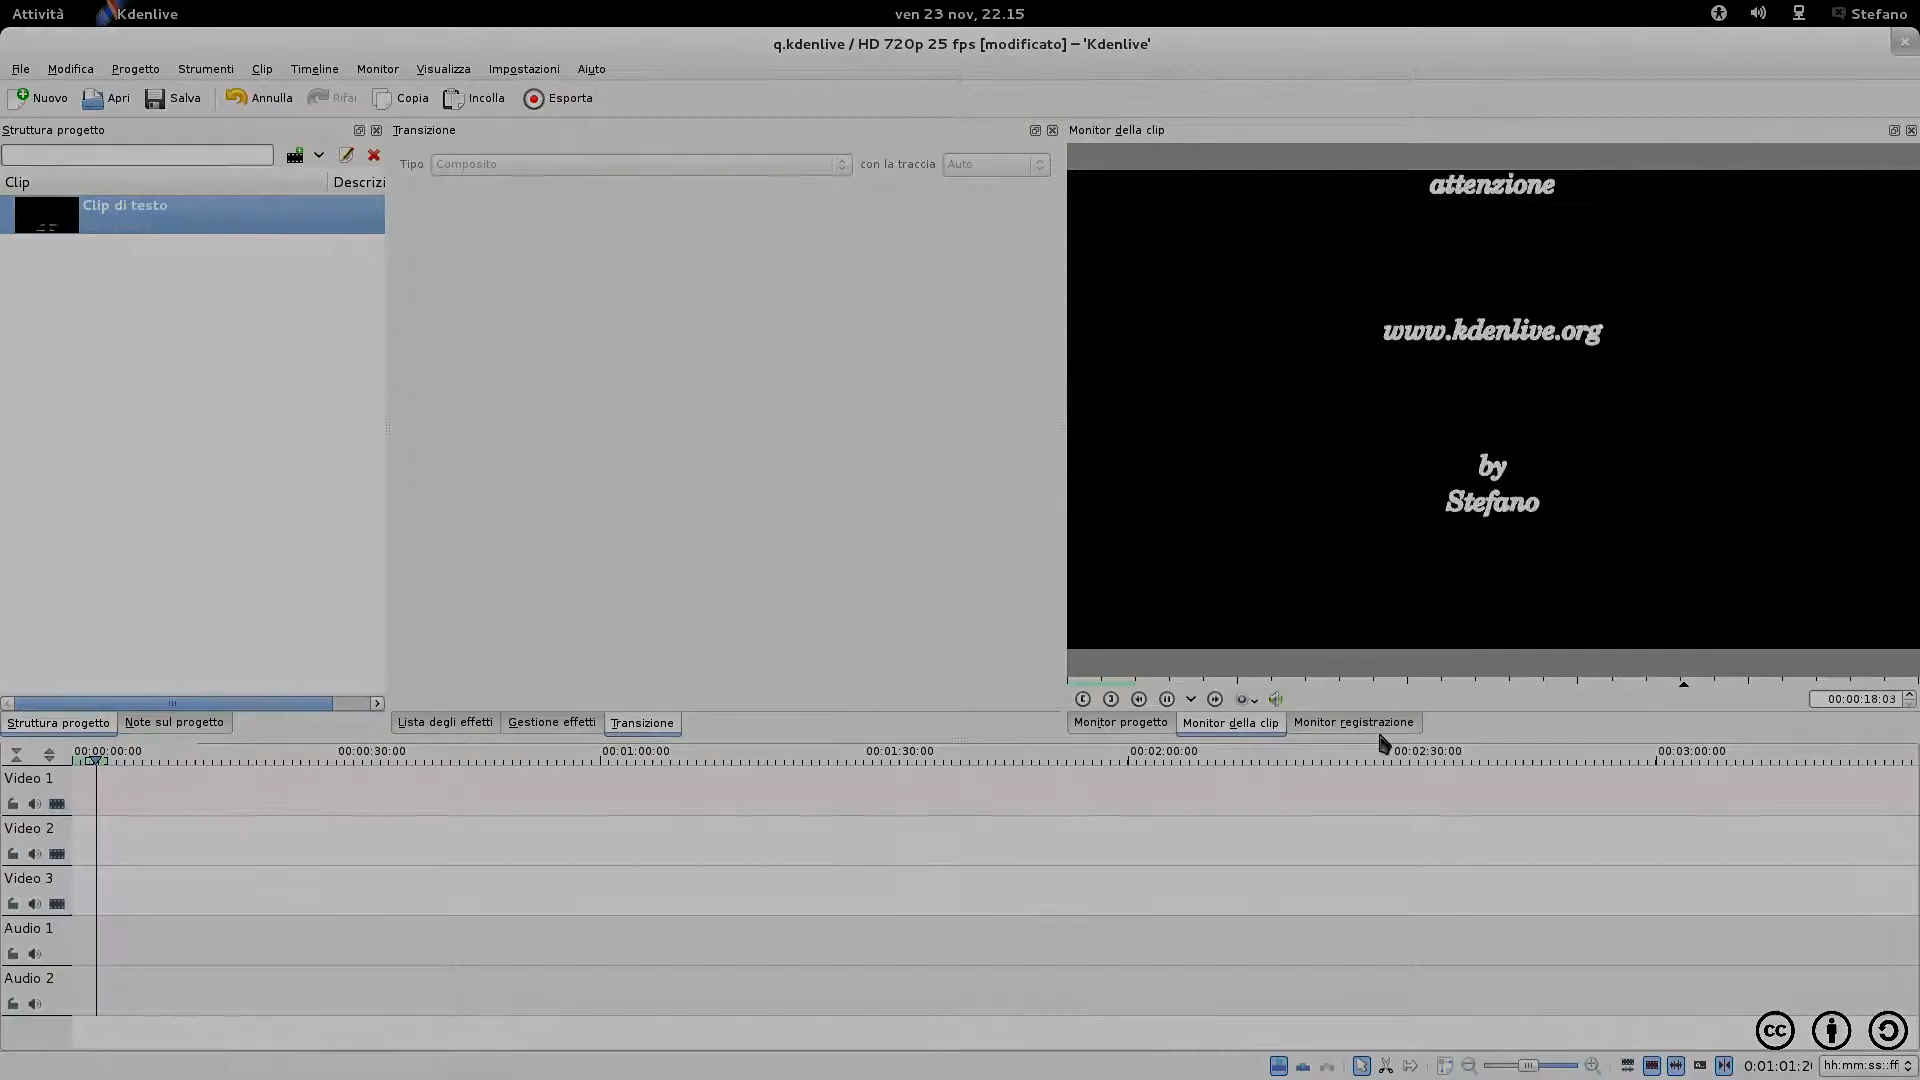 Attività Kdenlive ven 23 nov, 22.15 Stefano
q.kdenlive / HD 720p 25 fps [modificato] – 'Kdenlive'
File Modifica Progetto Strumenti Clip Timeline Monitor Visualizza Impostazioni Aiuto
Nuovo Apri Salva Annulla Rifai Copia Incolla Esporta
Struttura progetto
Clip Descrizi
Clip di testo
Struttura progetto Note sul progetto
Transizione
Tipo Composito con la traccia Auto
Lista degli effetti Gestione effetti Transizione
Monitor della clip
attenzione
www.kdenlive.org
by
Stefano
00:00:18:03
Monitor progetto Monitor della clip Monitor registrazione
00:00:00:00 00:00:30:00 00:01:00:00 00:01:30:00 00:02:00:00 00:02:30:00 00:03:00:00
Video 1
Video 2
Video 3
Audio 1
Audio 2
cc
hh:mm:ss::ff